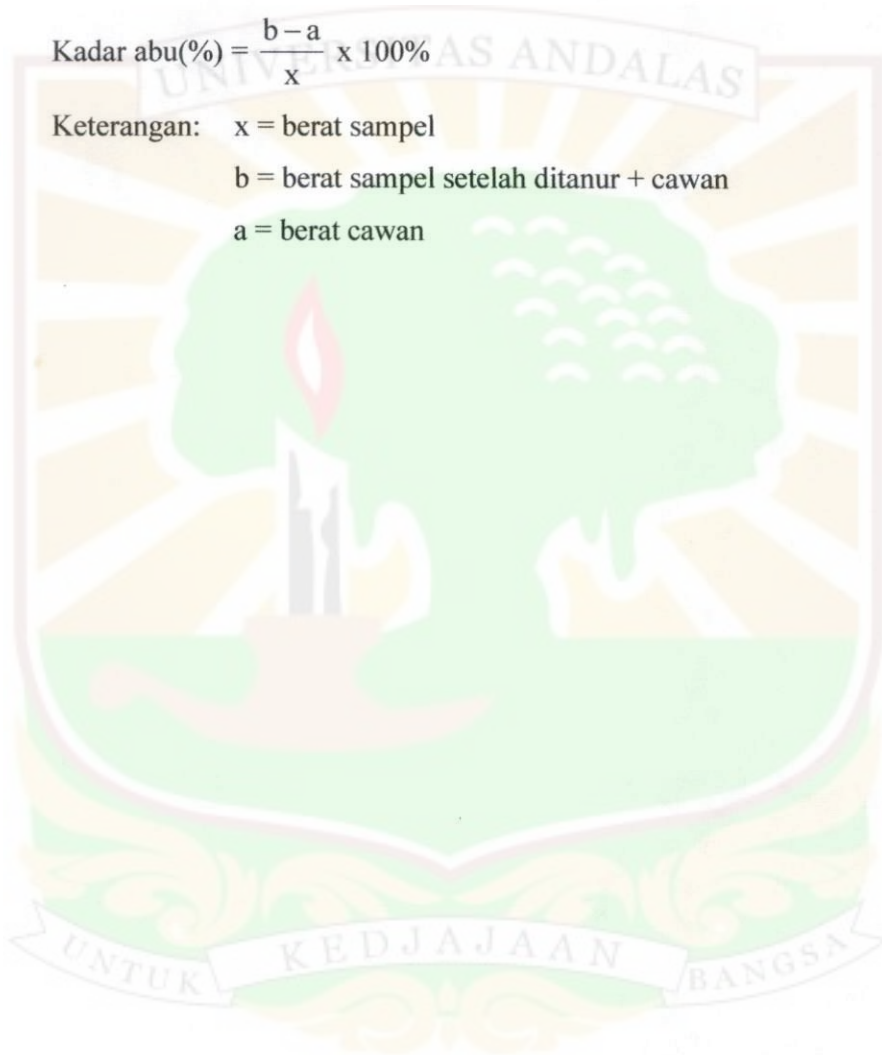 Kadar abu(%) = b – a / x x 100%
UNIVERSITAS ANDALAS
Keterangan: x = berat sampel
b = berat sampel setelah ditanur + cawan
a = berat cawan
UNTUK KEDJAJAAN BANGSA